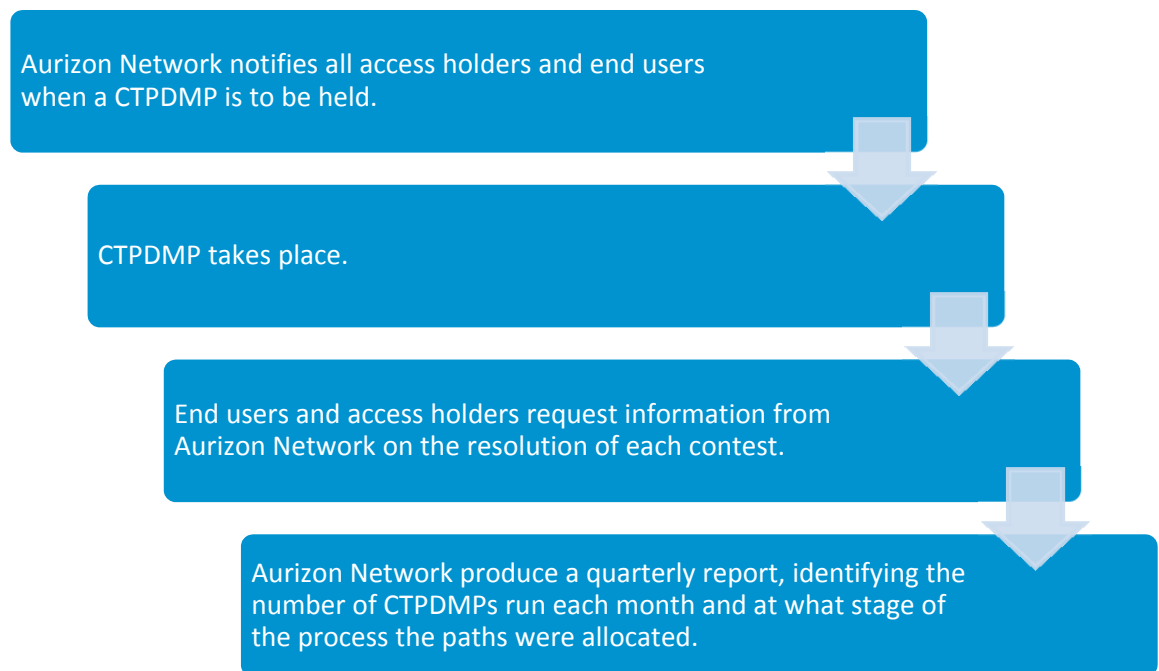 Aurizon Network notifies all access holders and end users
when a CTPDMP is to be held.
CTPDMP takes place.
End users and access holders request information from
Aurizon Network on the resolution of each contest.
Aurizon Network produce a quarterly report, identifying the
number of CTPDMPs run each month and at what stage of
the process the paths were allocated.